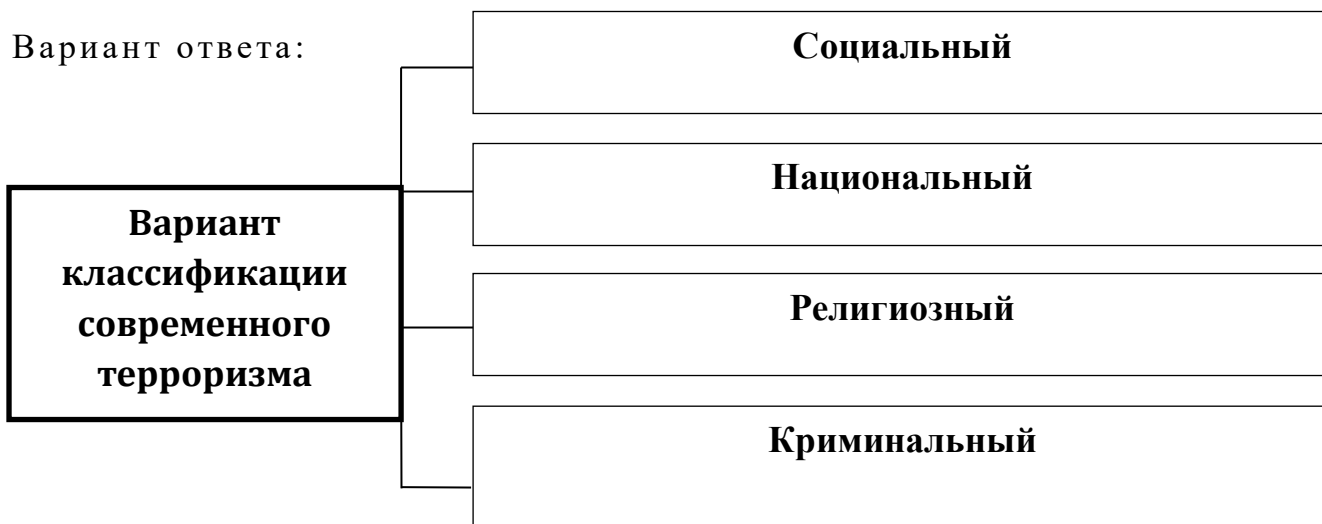 Вариант ответа:
Социальный
Национальный
Вариант
классификации
современного
терроризма
Религиозный
Криминальный